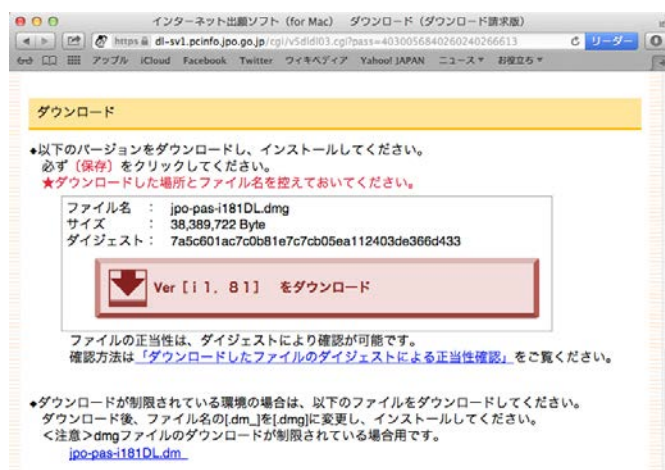 インターネット出願ソフト（for Mac） ダウンロード（ダウンロード請求版）
https dl-sv1.pcinfo.jpo.go.jp/cgi/v5dldl03.cgi?pass=4030056840260240266613 リーダー
アップル iCloud Facebook Twitter ウィキペディア Yahoo! JAPAN ニュース お役立ち
ダウンロード
◆以下のバージョンをダウンロードし、インストールしてください。
必ず〔保存〕をクリックしてください。
★ダウンロードした場所とファイル名を控えておいてください。
ファイル名 ： jpo-pas-i181DL.dmg
サイズ ： 38,389,722 Byte
ダイジェスト： 7a5c601ac7c0b81e7c7cb05ea112403de366d433
Ver [ i 1. 8 1 ] をダウンロード
ファイルの正当性は、ダイジェストにより確認が可能です。
確認方法は「ダウンロードしたファイルのダイジェストによる正当性確認」をご覧ください。
◆ダウンロードが制限されている環境の場合は、以下のファイルをダウンロードしてください。
ダウンロード後、ファイル名の[.dm_]を[.dmg]に変更し、インストールしてください。
＜注意＞dmgファイルのダウンロードが制限されている場合用です。
jpo-pas-i181DL.dm_